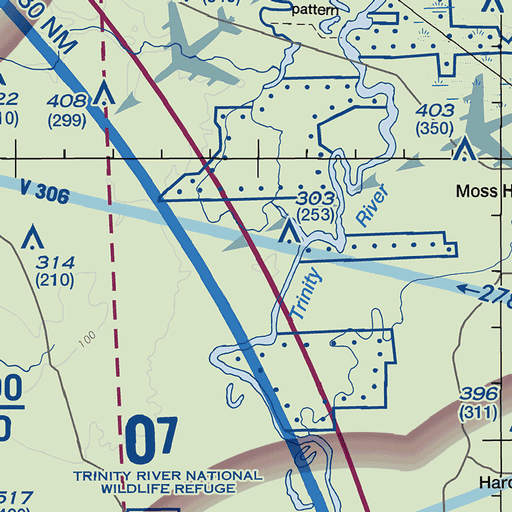 pattern
30 NM
408
(299)
403
(350)
V 306
303
(253)
Moss H
River
Trinity
314
(210)
278
100
396
(311)
07
TRINITY RIVER NATIONAL
WILDLIFE REFUGE
517
Hard